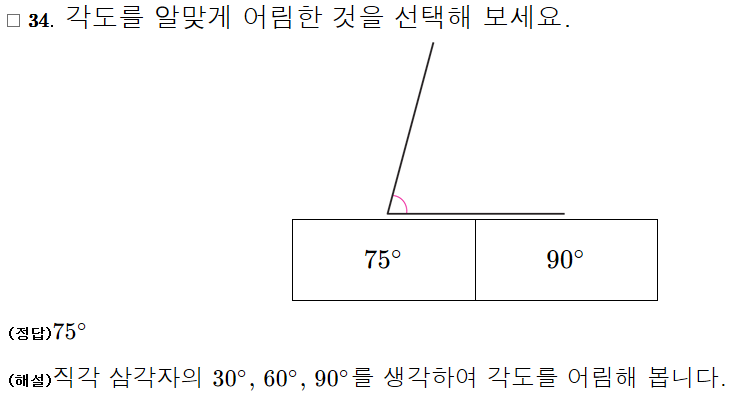 □ 34. 각도를 알맞게 어림한 것을 선택해 보세요.
75° 90°
(정답)75°
(해설)직각 삼각자의 30°, 60°, 90°를 생각하여 각도를 어림해 봅니다.